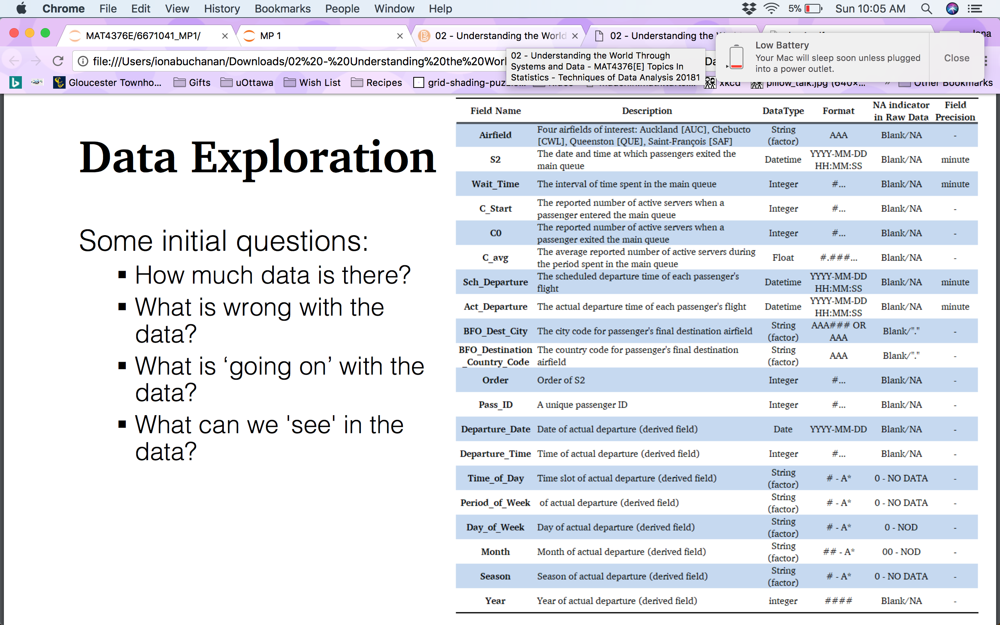 Chrome File Edit View History Bookmarks People Window Help 5% Sun 10:05 AM
MAT4376E/6671041_MP1/
MP 1
02 - Understanding the World
02 - Understanding the
file:///Users/ionabuchanan/Downloads/02%20-%20Understanding%20the%20Worl
02 - Understanding the World Through
Systems and Data - MAT4376[E] Topics In
Statistics - Techniques of Data Analysis 20181
Low Battery
Your Mac will sleep soon unless plugged
into a power outlet.
Close
Gloucester Townho... Gifts uOttawa Wish List Recipes grid-shading-puzzle... xkcd pillow_talk.jpg (640×... Other Bookmarks
Data Exploration
Some initial questions:
▪ How much data is there?
▪ What is wrong with the
data?
▪ What is ‘going on’ with the
data?
▪ What can we 'see' in the
data?
Field Name Description DataType Format NA indicator in Raw Data Field Precision
Airfield Four airfields of interest: Auckland [AUC], Chebucto [CWL], Queenston [QUE], Saint-François [SAF] String (factor) AAA Blank/NA -
S2 The date and time at which passengers exited the main queue Datetime YYYY-MM-DD HH:MM:SS Blank/NA minute
Wait_Time The interval of time spent in the main queue Integer #... Blank/NA minute
C_Start The reported number of active servers when a passenger entered the main queue Integer #... Blank/NA -
C0 The reported number of active servers when a passenger exited the main queue Integer #... Blank/NA -
C_avg The average reported number of active servers during the period spent in the main queue Float #.###... Blank/NA -
Sch_Departure The scheduled departure time of each passenger's flight Datetime YYYY-MM-DD HH:MM:SS Blank/NA minute
Act_Departure The actual departure time of each passenger's flight Datetime YYYY-MM-DD HH:MM:SS Blank/NA minute
BFO_Dest_City The city code for passenger's final destination airfield String (factor) AAA### OR AAA Blank/"." -
BFO_Destination_Country_Code The country code for passenger's final destination airfield String (factor) AAA Blank/"." -
Order Order of S2 Integer #... Blank/NA -
Pass_ID A unique passenger ID Integer #... Blank/NA -
Departure_Date Date of actual departure (derived field) Date YYYY-MM-DD Blank/NA -
Departure_Time Time of actual departure (derived field) Integer #... Blank/NA -
Time_of_Day Time slot of actual departure (derived field) String (factor) # - A* 0 - NO DATA -
Period_of_Week of actual departure (derived field) String (factor) # - A* 0 - NO DATA -
Day_of_Week Day of actual departure (derived field) String (factor) # - A* 0 - NOD -
Month Month of actual departure (derived field) String (factor) ## - A* 00 - NOD -
Season Season of actual departure (derived field) String (factor) # - A* 0 - NO DATA -
Year Year of actual departure (derived field) integer #### Blank/NA -